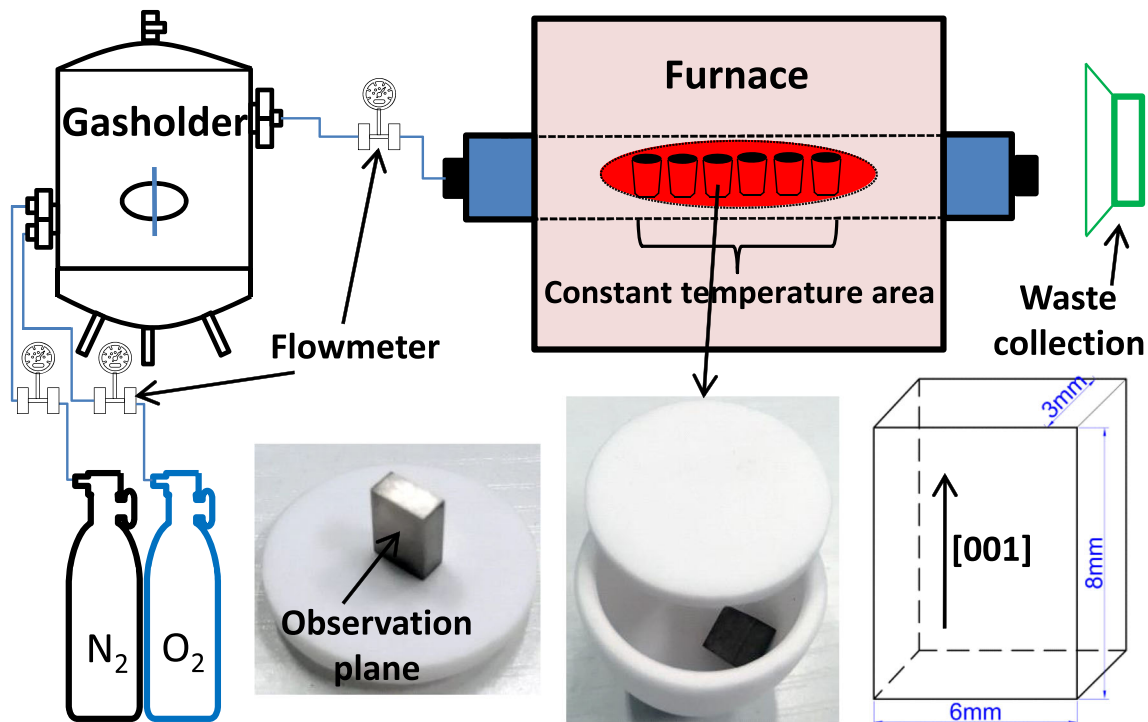 Gasholder
Furnace
Constant temperature area
Waste
collection
Flowmeter
N2
O2
Observation
plane
3mm
[001]
8mm
6mm